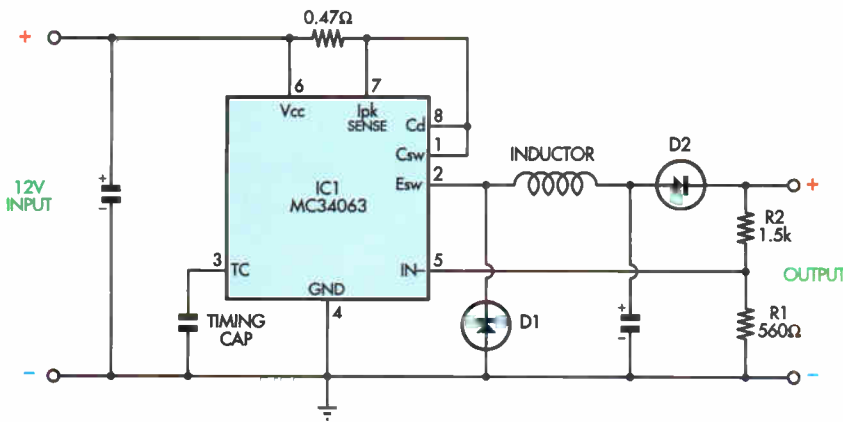 0.47Ω
+
6
7
Vcc
Ipk
SENSE
Cd
8
Csw
1
INDUCTOR
D2
+
12V
INPUT
+
-
IC1
MC34063
Esw
2
R2
1.5k
3
TC
IN-
5
OUTPUT
GND
4
TIMING
CAP
D1
+
-
R1
560Ω
-
-